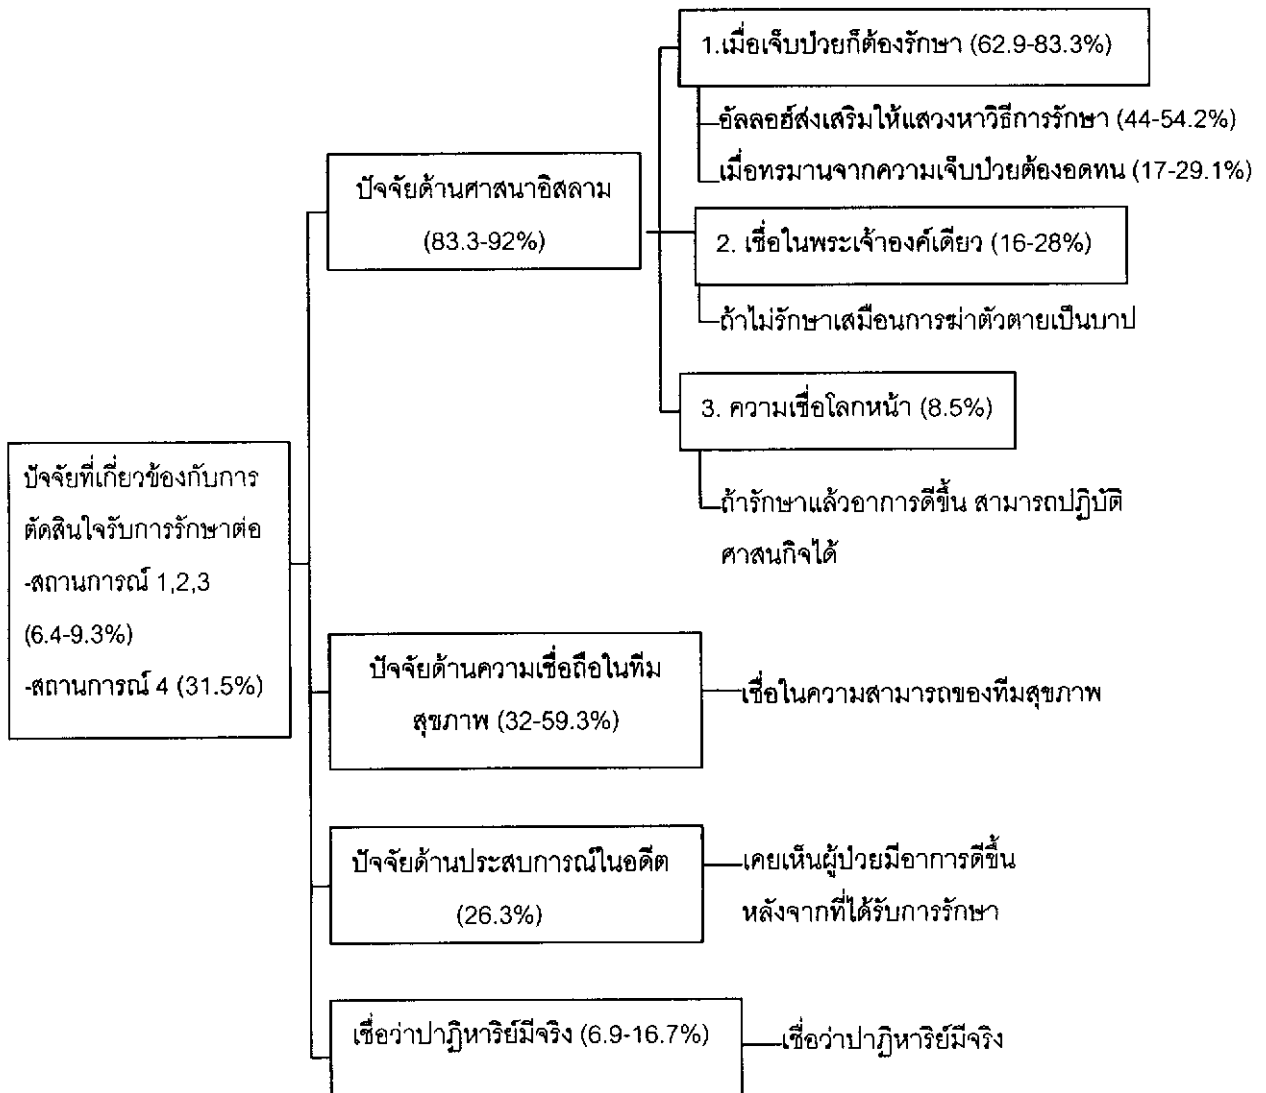 ปัจจัยที่เกี่ยวข้องกับการ
ตัดสินใจรับการรักษาต่อ
-สถานการณ์ 1,2,3
(6.4-9.3%)
-สถานการณ์ 4 (31.5%)
ปัจจัยด้านศาสนาอิสลาม
(83.3-92%)
1.เมื่อเจ็บป่วยก็ต้องรักษา (62.9-83.3%)
อัลลอฮ์ส่งเสริมให้แสวงหาวิธีการรักษา (44-54.2%)
เมื่อทรมานจากความเจ็บป่วยต้องอดทน (17-29.1%)
2. เชื่อในพระเจ้าองค์เดียว (16-28%)
ถ้าไม่รักษาเสมือนการฆ่าตัวตายเป็นบาป
3. ความเชื่อโลกหน้า (8.5%)
ถ้ารักษาแล้วอาการดีขึ้น สามารถปฏิบัติ
ศาสนกิจได้
ปัจจัยด้านความเชื่อถือในทีม
สุขภาพ (32-59.3%)
เชื่อในความสามารถของทีมสุขภาพ
ปัจจัยด้านประสบการณ์ในอดีต
(26.3%)
เคยเห็นผู้ป่วยมีอาการดีขึ้น
หลังจากที่ได้รับการรักษา
เชื่อว่าปาฏิหาริย์มีจริง (6.9-16.7%)
เชื่อว่าปาฏิหาริย์มีจริง